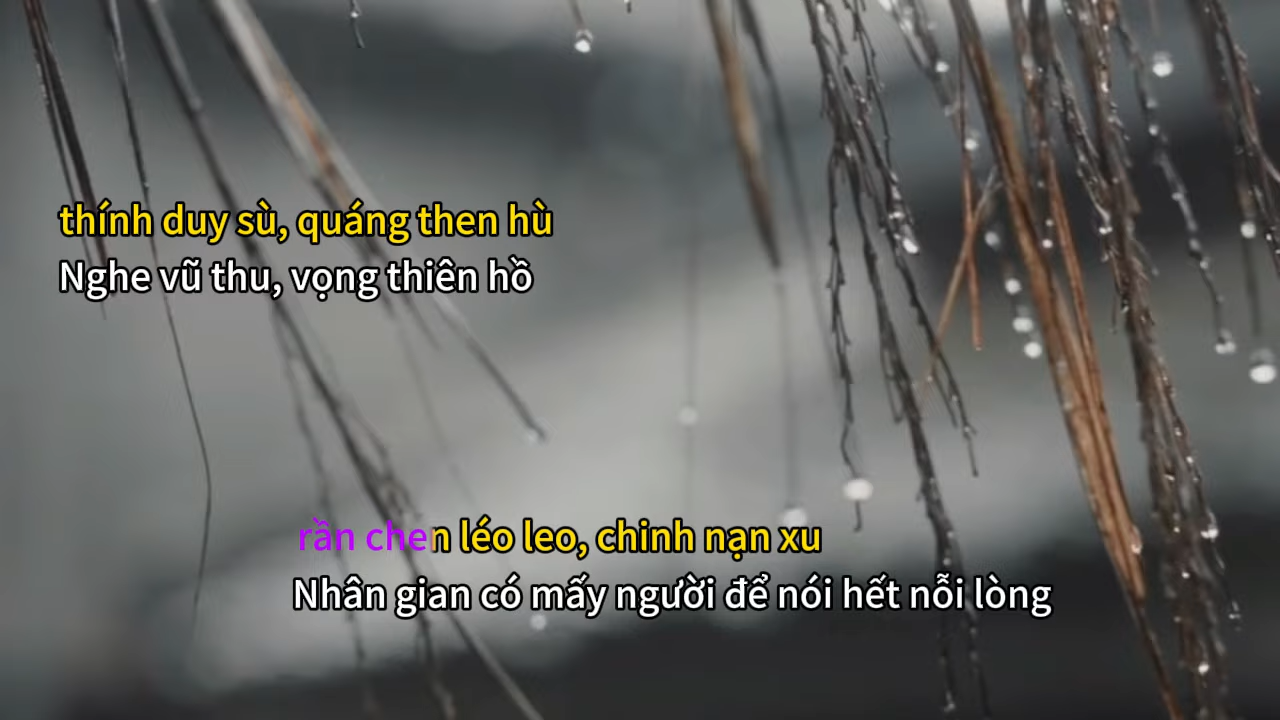 thính duy sù, quáng then hù
Nghe vũ thu, vọng thiên hồ
rần chen léo leo, chinh nạn xu
Nhân gian có mấy người để nói hết nỗi lòng